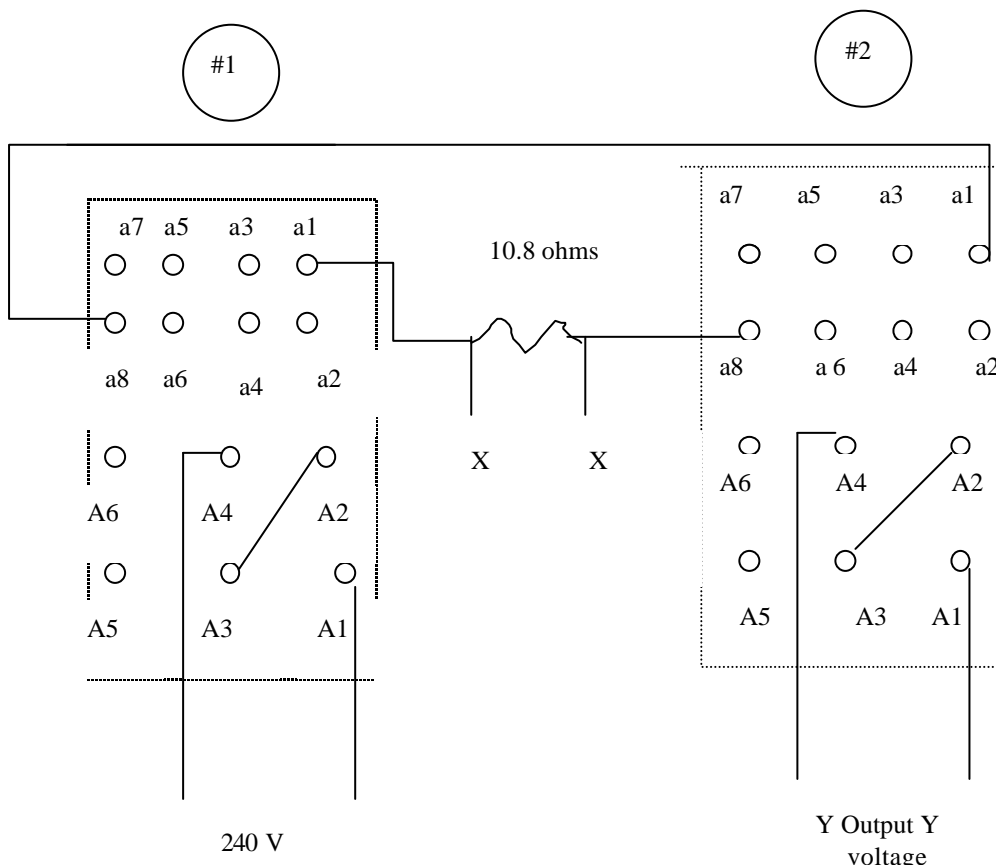 #1
#2
a7 a5 a3 a1
a7 a5 a3 a1
10.8 ohms
a8 a6 a4 a2
a8 a 6 a4 a2
X X
A6 A4 A2
A6 A4 A2
A5 A3 A1
A5 A3 A1
240 V
Y Output Y
voltage